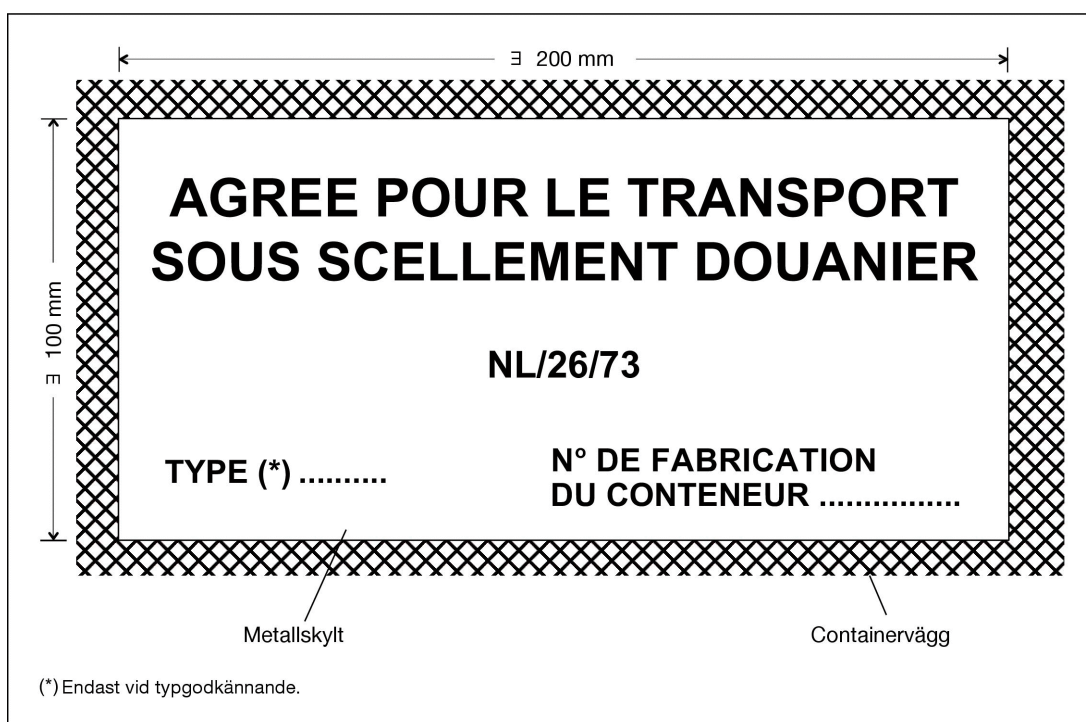 ∃ 200 mm
∃ 100 mm
AGREE POUR LE TRANSPORT
SOUS SCELLEMENT DOUANIER
NL/26/73
TYPE (*) ..........
N° DE FABRICATION
DU CONTENEUR ................
Metallskylt
Containervägg
(*) Endast vid typgodkännande.